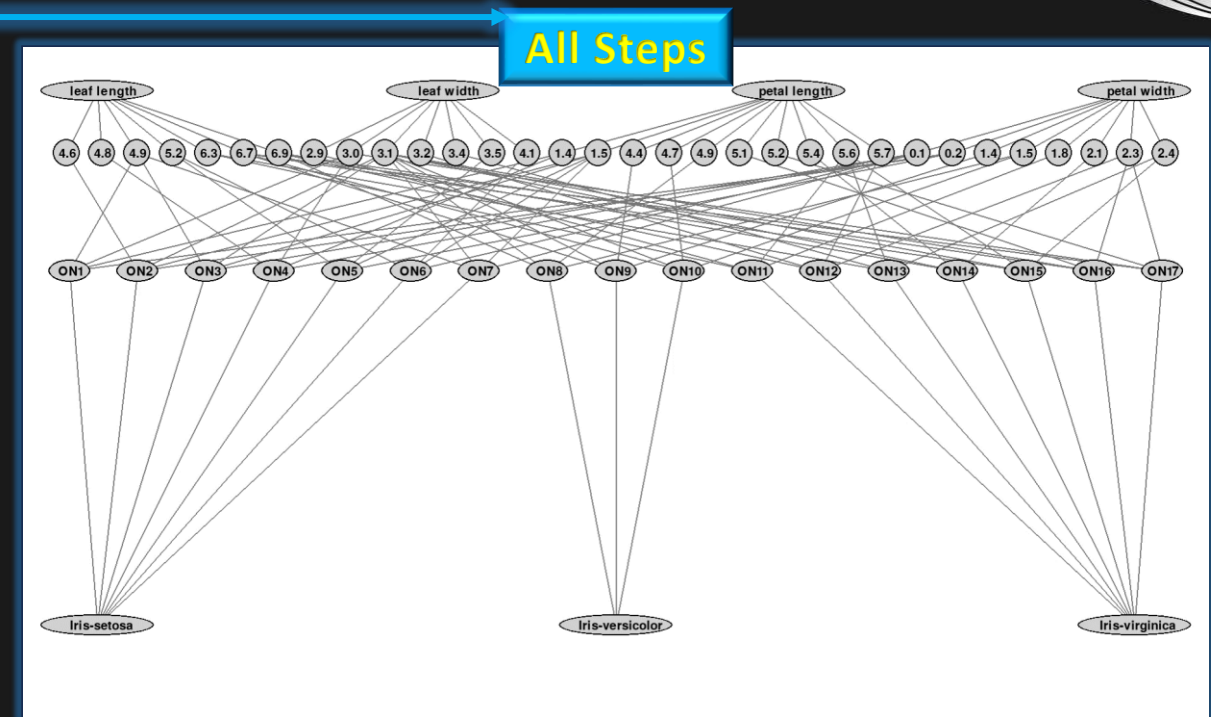 All Steps
leaf length leaf width petal length petal width
4.6 4.8 4.9 5.2 6.3 6.7 6.9 2.9 3.0 3.1 3.2 3.4 3.5 4.1 1.4 1.5 4.4 4.7 4.9 5.1 5.2 5.4 5.6 5.7 0.1 0.2 1.4 1.5 1.8 2.1 2.3 2.4
ON1 ON2 ON3 ON4 ON5 ON6 ON7 ON8 ON9 ON10 ON11 ON12 ON13 ON14 ON15 ON16 ON17
Iris-setosa Iris-versicolor Iris-virginica